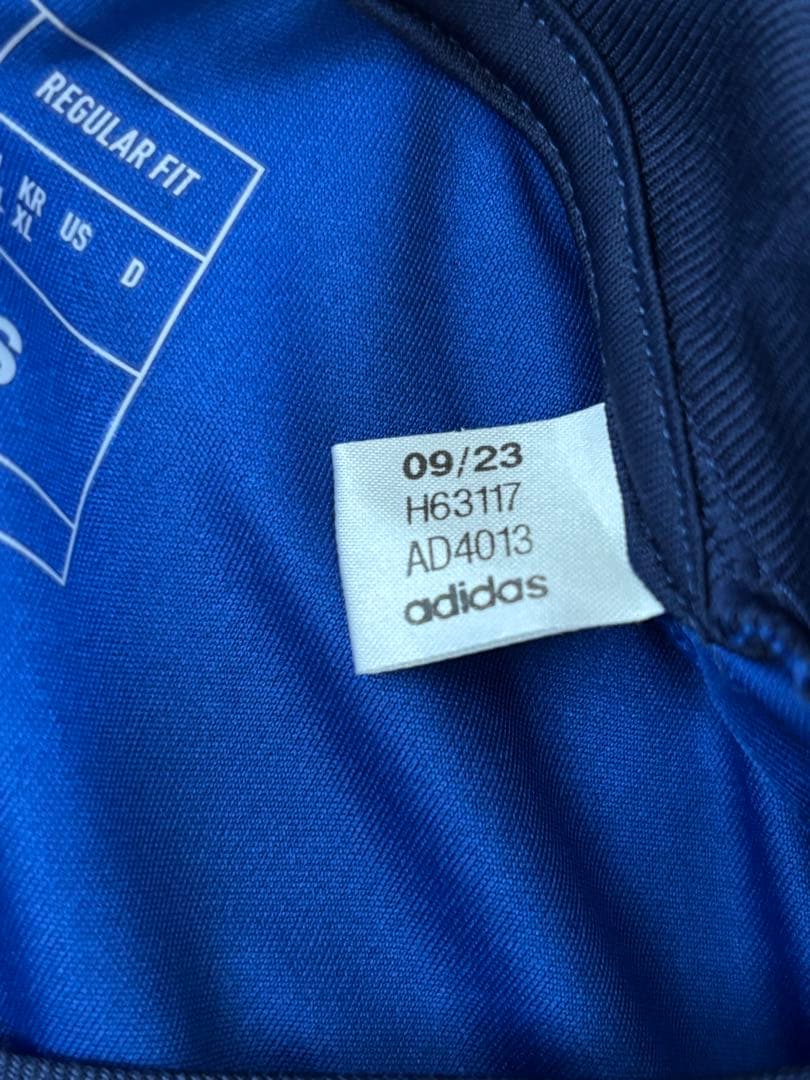 REGULAR FIT
KR US D
XL
S
09/23
H63117
AD4013
adidas